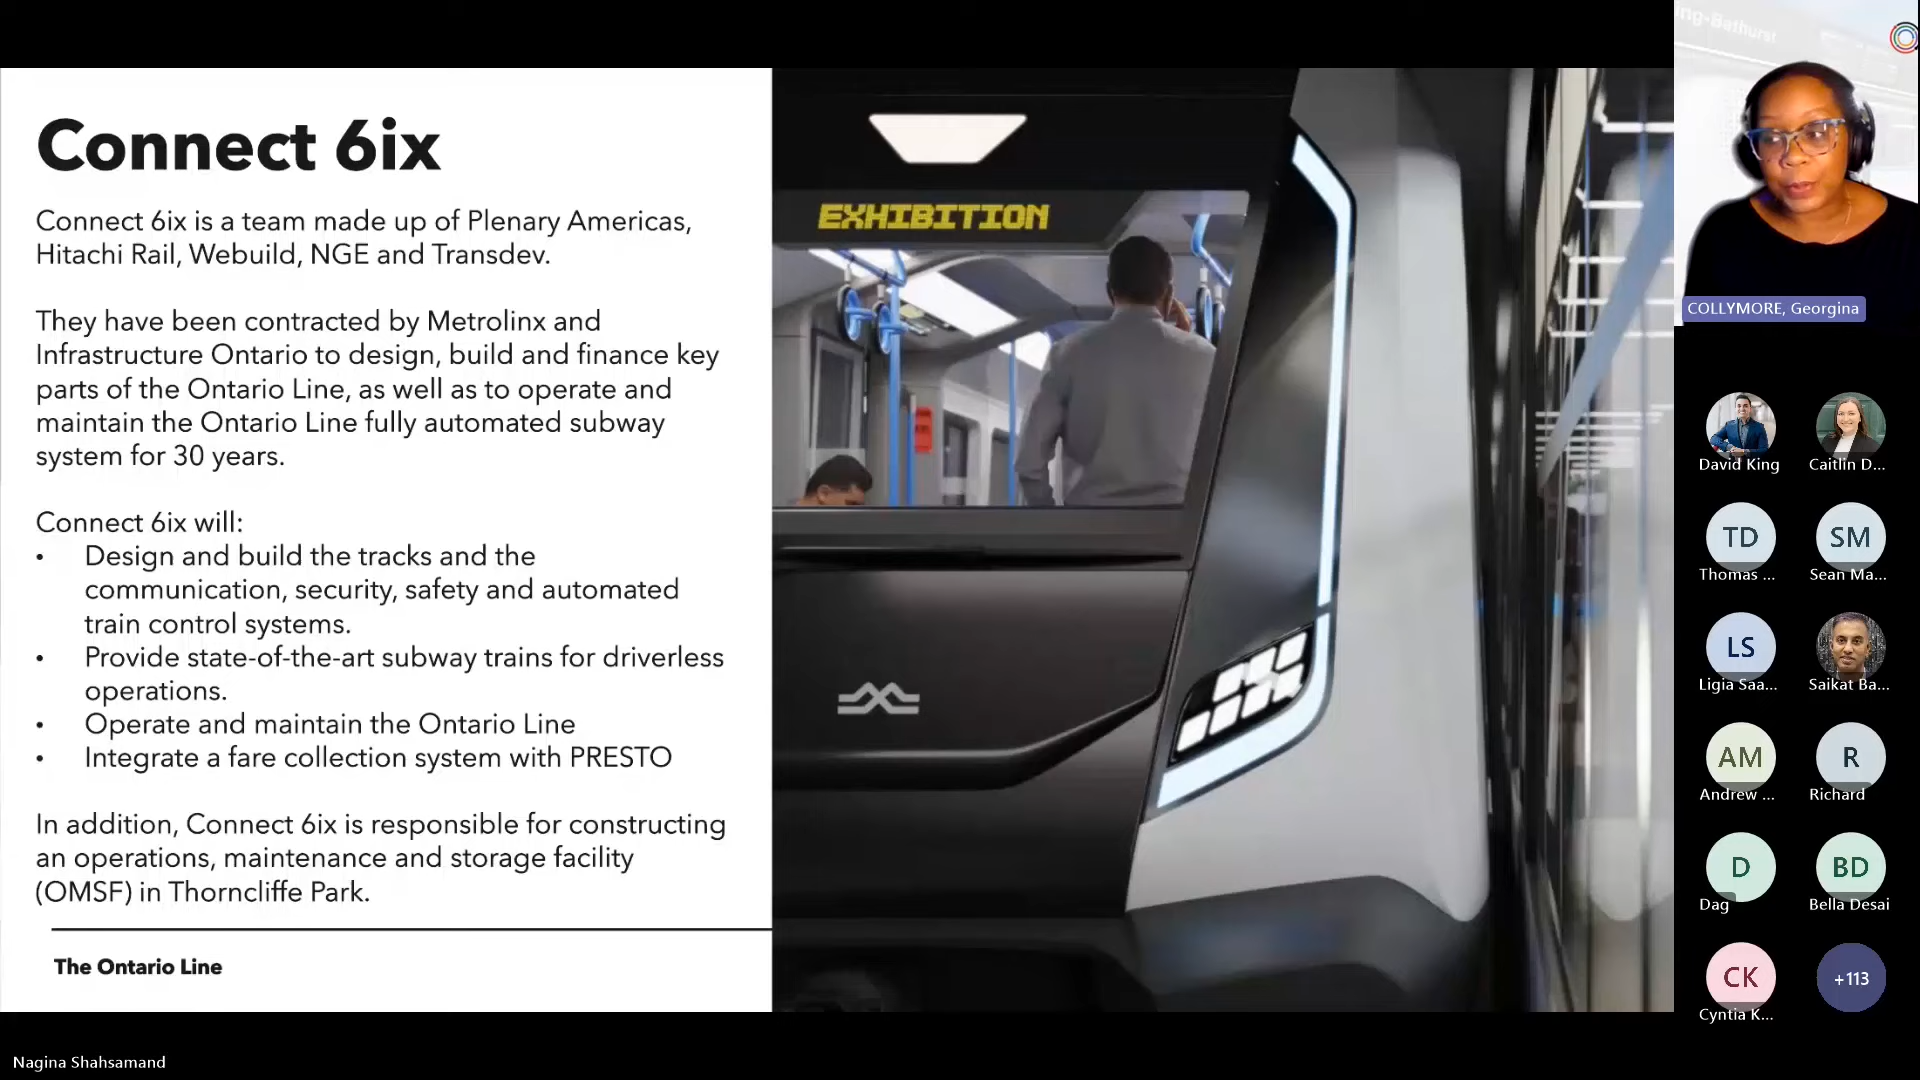 Connect 6ix
Connect 6ix is a team made up of Plenary Americas,
Hitachi Rail, Webuild, NGE and Transdev.
They have been contracted by Metrolinx and
Infrastructure Ontario to design, build and finance key
parts of the Ontario Line, as well as to operate and
maintain the Ontario Line fully automated subway
system for 30 years.
Connect 6ix will:
• Design and build the tracks and the
communication, security, safety and automated
train control systems.
• Provide state-of-the-art subway trains for driverless
operations.
• Operate and maintain the Ontario Line
• Integrate a fare collection system with PRESTO
In addition, Connect 6ix is responsible for constructing
an operations, maintenance and storage facility
(OMSF) in Thorncliffe Park.
The Ontario Line
EXHIBITION
ing-Bathurst
COLLYMORE, Georgina
David King
Caitlin D...
TD
Thomas ...
SM
Sean Ma...
LS
Ligia Saa...
Saikat Ba...
AM
Andrew ...
R
Richard
D
Dag
BD
Bella Desai
CK
Cyntia K...
+113
Nagina Shahsamand